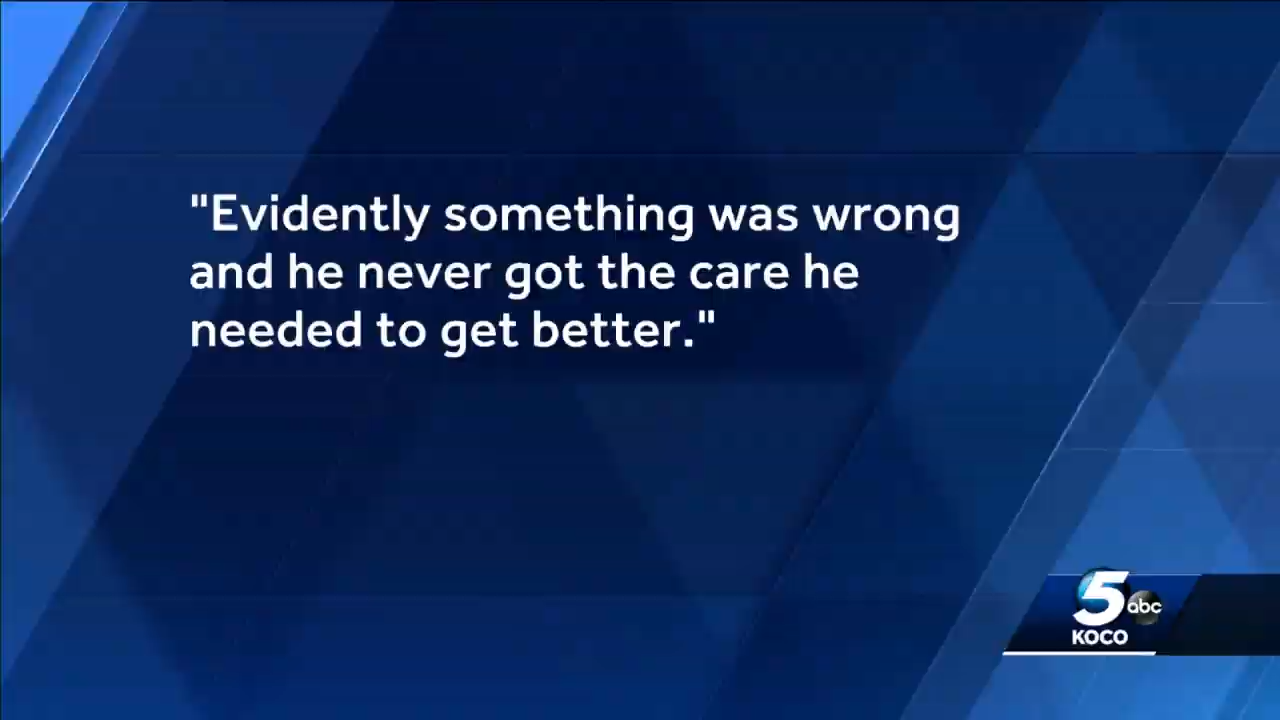 "Evidently something was wrong
and he never got the care he
needed to get better."
5 abc
KOCO